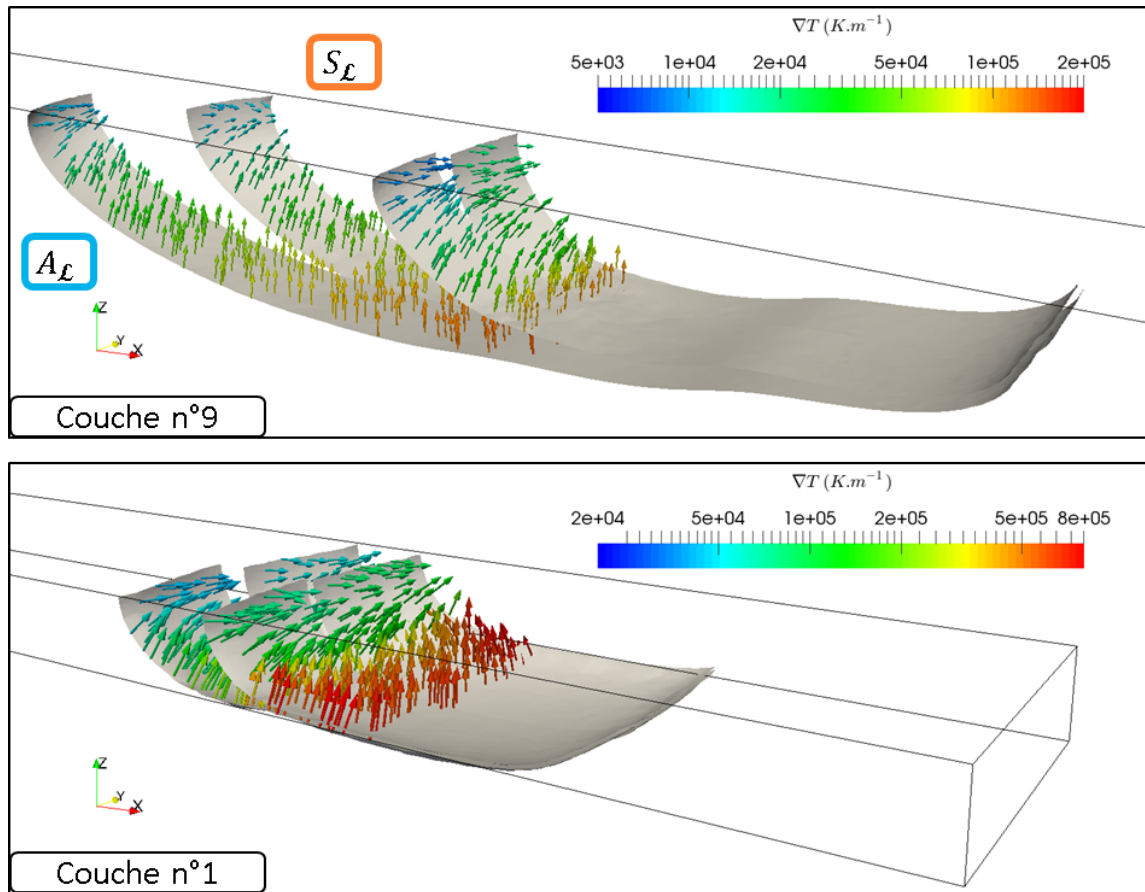 S_ℒ
∇T (K.m⁻¹)
5e+03 1e+04 2e+04 5e+04 1e+05 2e+05
A_ℒ
Z
Y
X
Couche n°9
∇T (K.m⁻¹)
2e+04 5e+04 1e+05 2e+05 5e+05 8e+05
Z
Y
X
Couche n°1